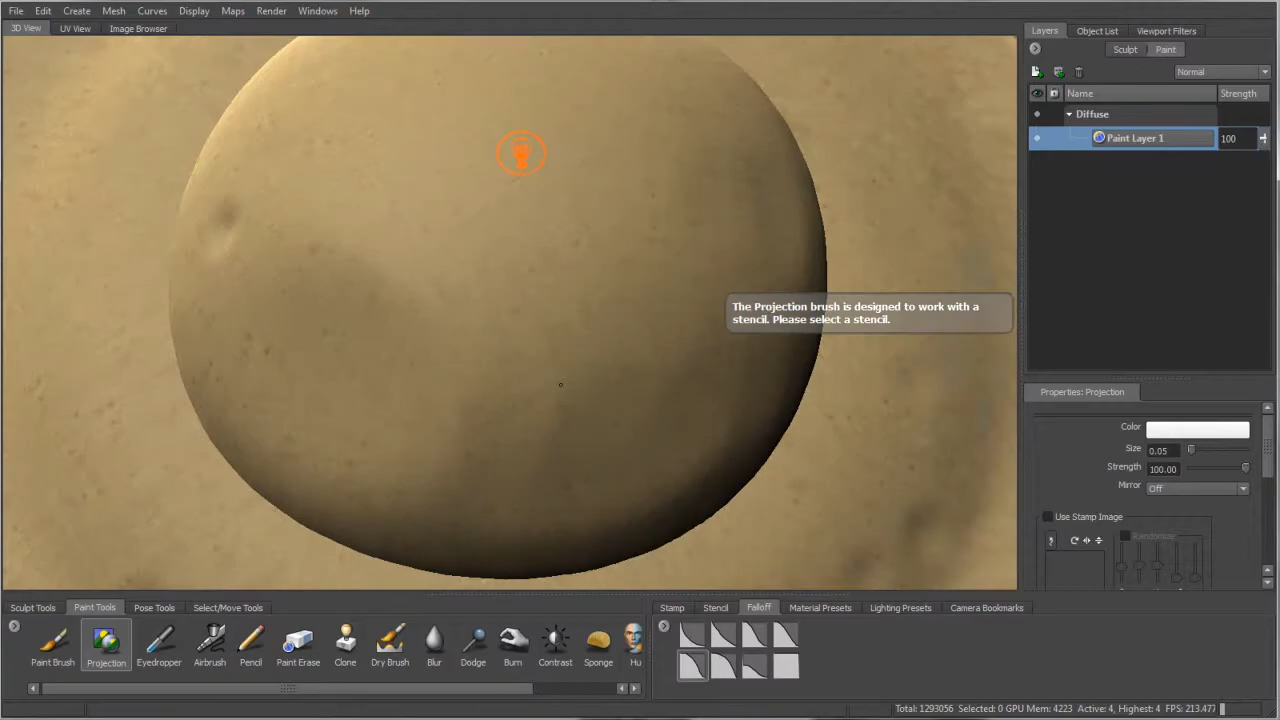 File Edit Create Mesh Curves Display Maps Render Windows Help
3D View UV View Image Browser
Layers Object List Viewport Filters
Sculpt Paint
Normal
Name Strength
Diffuse
Paint Layer 1 100
The Projection brush is designed to work with a
stencil. Please select a stencil.
Properties: Projection
Color
Size 0.05
Strength 100.00
Mirror Off
Use Stamp Image
Randomize
Sculpt Tools Paint Tools Pose Tools Select/Move Tools
Stamp Stencil Falloff Material Presets Lighting Presets Camera Bookmarks
Paint Brush Projection Eyedropper Airbrush Pencil Paint Erase Clone Dry Brush Blur Dodge Burn Contrast Sponge Hu
Total: 1293056 Selected: 0 GPU Mem: 4223 Active: 4, Highest: 4 FPS: 213.477